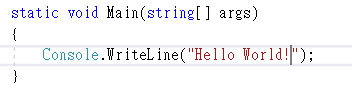 static void Main(string[] args)
{
    Console.WriteLine("Hello World!");
}